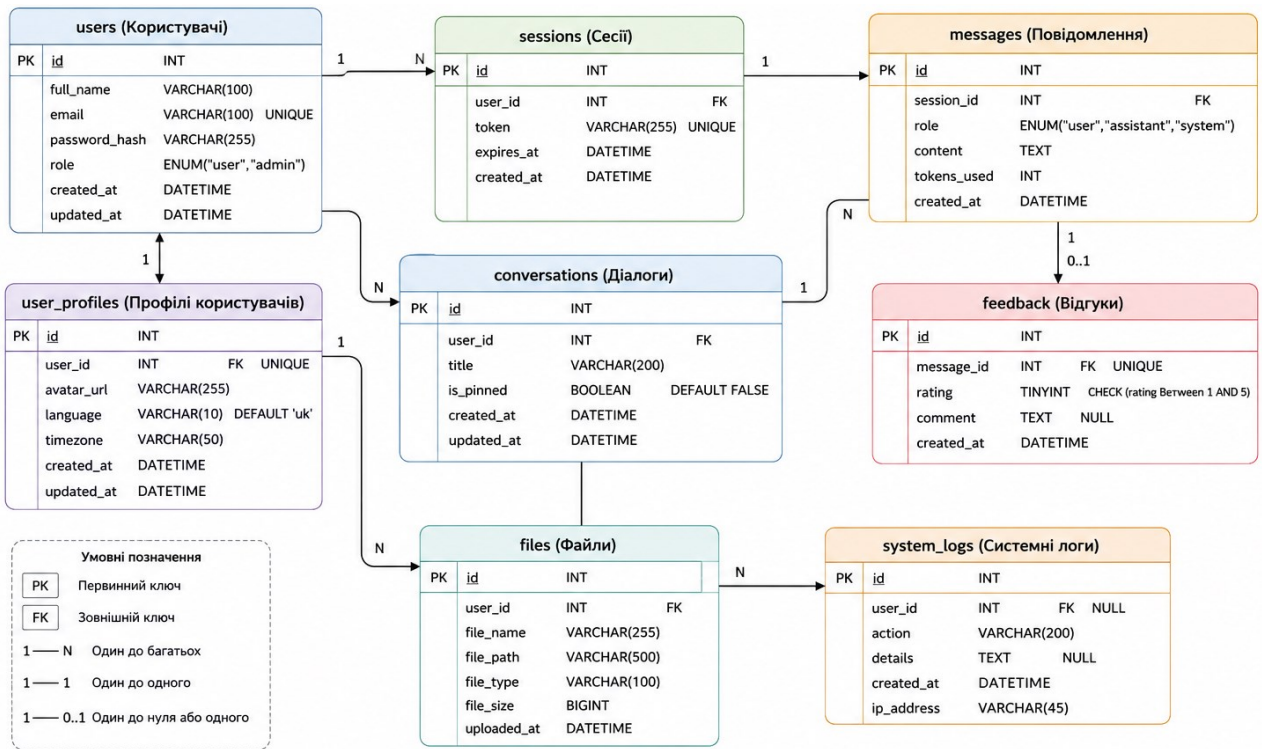 users (Користувачі)
PK id INT
full_name VARCHAR(100)
email VARCHAR(100) UNIQUE
password_hash VARCHAR(255)
role ENUM("user","admin")
created_at DATETIME
updated_at DATETIME
1
N
sessions (Сесії)
PK id INT
user_id INT FK
token VARCHAR(255) UNIQUE
expires_at DATETIME
created_at DATETIME
1
messages (Повідомлення)
PK id INT
session_id INT FK
role ENUM("user","assistant","system")
content TEXT
tokens_used INT
created_at DATETIME
1
N
N
1
1
0..1
user_profiles (Профілі користувачів)
PK id INT
user_id INT FK UNIQUE
avatar_url VARCHAR(255)
language VARCHAR(10) DEFAULT 'uk'
timezone VARCHAR(50)
created_at DATETIME
updated_at DATETIME
1
N
conversations (Діалоги)
PK id INT
user_id INT FK
title VARCHAR(200)
is_pinned BOOLEAN DEFAULT FALSE
created_at DATETIME
updated_at DATETIME
feedback (Відгуки)
PK id INT
message_id INT FK UNIQUE
rating TINYINT CHECK (rating Between 1 AND 5)
comment TEXT NULL
created_at DATETIME
Умовні позначення
PK Первинний ключ
FK Зовнішній ключ
1 — N Один до багатьох
1 — 1 Один до одного
1 — 0..1 Один до нуля або одного
files (Файли)
PK id INT
user_id INT FK
file_name VARCHAR(255)
file_path VARCHAR(500)
file_type VARCHAR(100)
file_size BIGINT
uploaded_at DATETIME
N
system_logs (Системні логи)
PK id INT
user_id INT FK NULL
action VARCHAR(200)
details TEXT NULL
created_at DATETIME
ip_address VARCHAR(45)